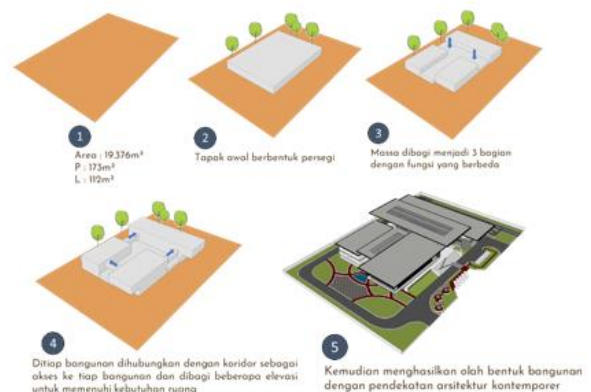 1
Area : 19.376m²
P : 173m²
L : 112m²
2
Tapak awal berbentuk persegi
3
Massa dibagi menjadi 3 bagian
dengan fungsi yang berbeda
4
Ditiap bangunan dihubungkan dengan koridor sebagai
akses ke tiap bangunan dan dibagi beberapa elevasi
untuk memenuhi kebutuhan ruang
5
Kemudian menghasilkan olah bentuk bangunan
dengan pendekatan arsitektur kontemporer